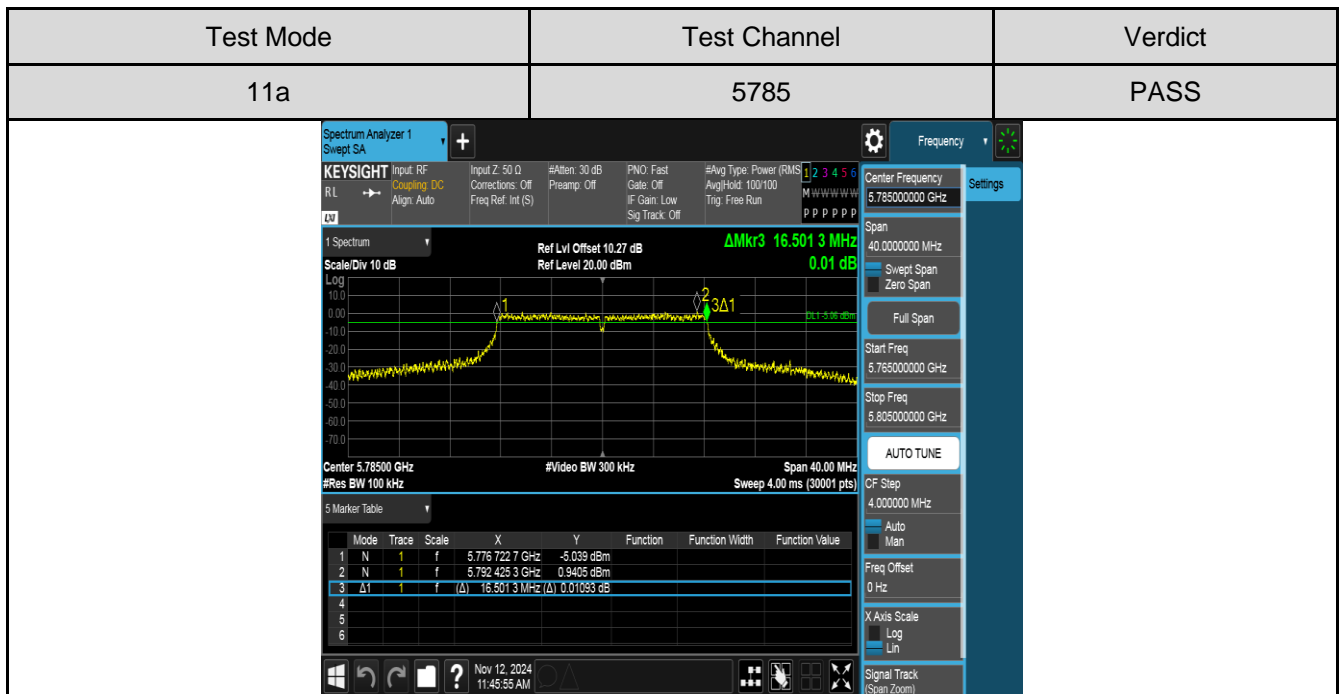 Test Mode Test Channel Verdict
11a 5785 PASS
Spectrum Analyzer 1
Swept SA
+
Frequency
KEYSIGHT
RL
LXI
Input: RF
Coupling: DC
Align: Auto
Input Z: 50 Ω
Corrections: Off
Freq Ref: Int (S)
#Atten: 30 dB
Preamp: Off
PNO: Fast
Gate: Off
IF Gain: Low
Sig Track: Off
#Avg Type: Power (RMS
Avg|Hold: 100/100
Trig: Free Run
1 2 3 4 5 6
M W W W W W
P P P P P P
1 Spectrum
Scale/Div 10 dB
Ref Lvl Offset 10.27 dB
Ref Level 20.00 dBm
ΔMkr3 16.501 3 MHz
0.01 dB
Log
10.0
0.00
-10.0
-20.0
-30.0
-40.0
-50.0
-60.0
-70.0
1
2
3Δ1
DL1 -5.06 dBm
Center 5.78500 GHz
#Res BW 100 kHz
#Video BW 300 kHz
Span 40.00 MHz
Sweep 4.00 ms (30001 pts)
5 Marker Table
Mode Trace Scale X Y Function Function Width Function Value
1 N 1 f 5.776 722 7 GHz -5.039 dBm
2 N 1 f 5.792 425 3 GHz 0.9405 dBm
3 Δ1 1 f (Δ) 16.501 3 MHz (Δ) 0.01093 dB
4
5
6
?
Nov 12, 2024
11:45:55 AM
Center Frequency
5.785000000 GHz
Settings
Span
40.0000000 MHz
Swept Span
Zero Span
Full Span
Start Freq
5.765000000 GHz
Stop Freq
5.805000000 GHz
AUTO TUNE
CF Step
4.000000 MHz
Auto
Man
Freq Offset
0 Hz
X Axis Scale
Log
Lin
Signal Track
(Span Zoom)